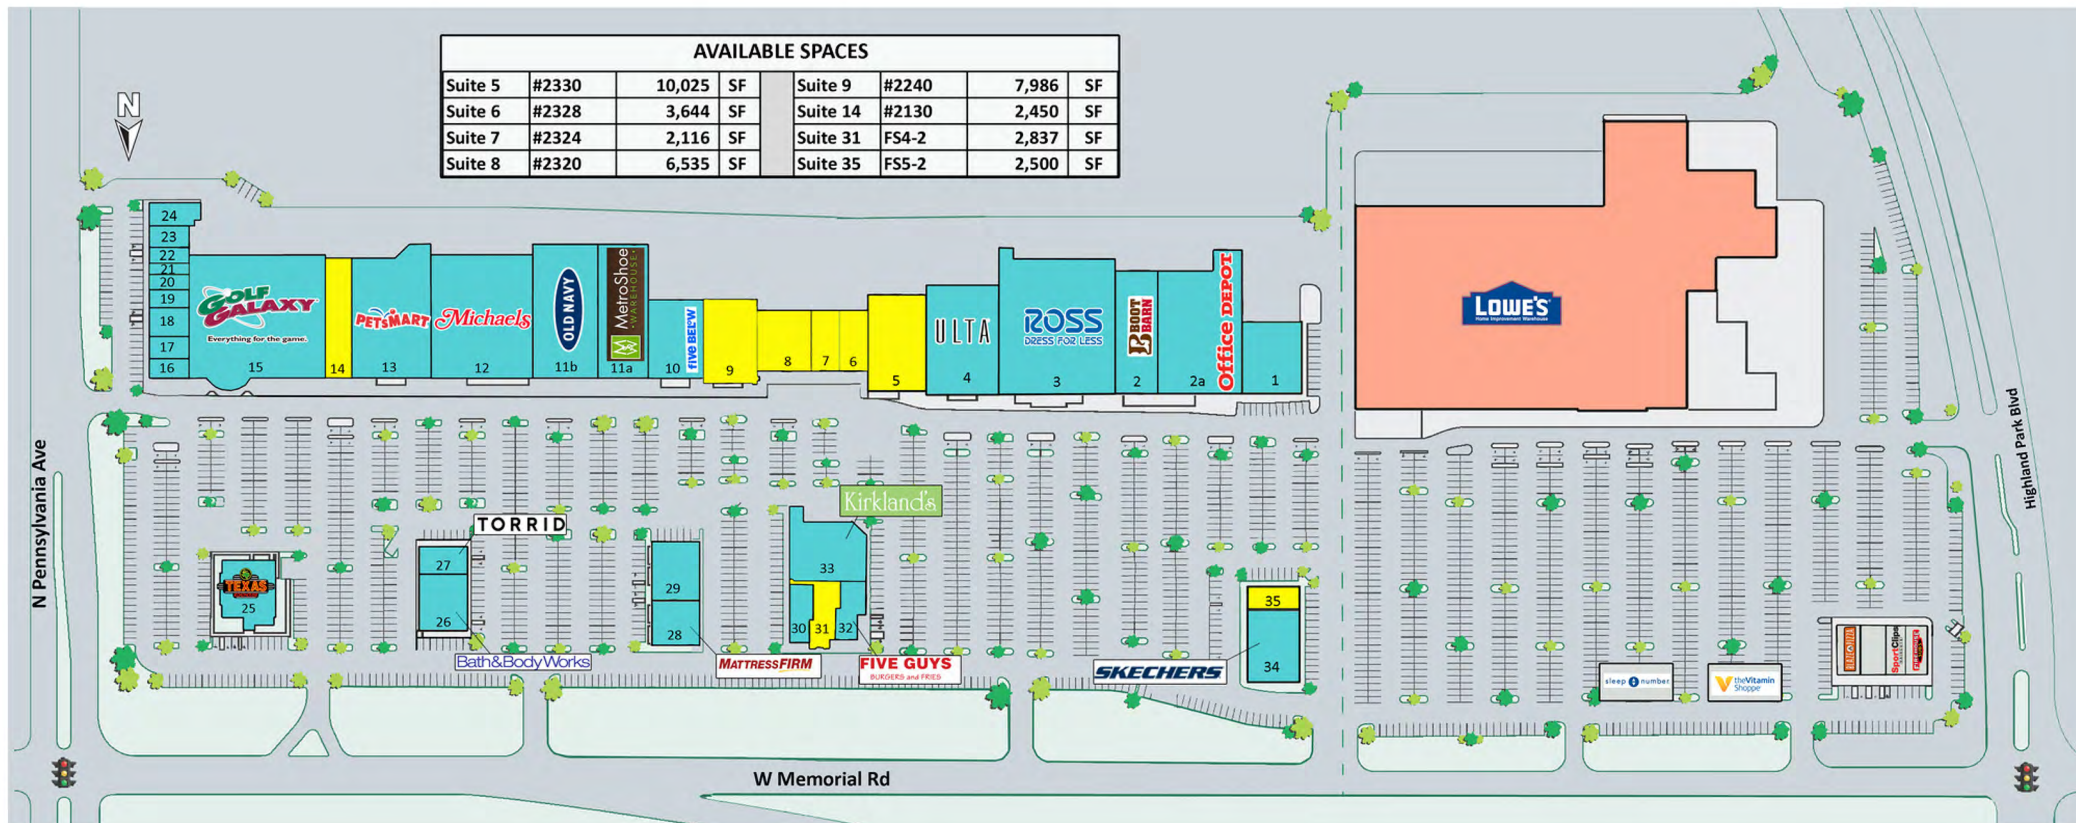 AVAILABLE SPACES
Suite 5 #2330 10,025 SF Suite 9 #2240 7,986 SF
Suite 6 #2328 3,644 SF Suite 14 #2130 2,450 SF
Suite 7 #2324 2,116 SF Suite 31 FS4-2 2,837 SF
Suite 8 #2320 6,535 SF Suite 35 FS5-2 2,500 SF
N
24
23
22
21
20
19
18
17
16
GOLF
GALAXY
Everything for the game.
15
14
PETSMART
13
Michaels
12
OLD NAVY
11b
MetroShoe
WAREHOUSE
11a
five BEL°W
10
9
8
7
6
5
ULTA
4
ROSS
DRESS FOR LESS
3
BOOT
BARN
2
Office DEPOT
2a
1
LOWE'S
Home Improvement Warehouse
N Pennsylvania Ave
Highland Park Blvd
TEXAS
25
TORRID
27
26
Bath&BodyWorks
29
28
MATTRESSFIRM
Kirkland's
33
30
31
32
FIVE GUYS
BURGERS and FRIES
SKECHERS
35
34
sleep number
theVitamin
Shoppe
SportClips
W Memorial Rd